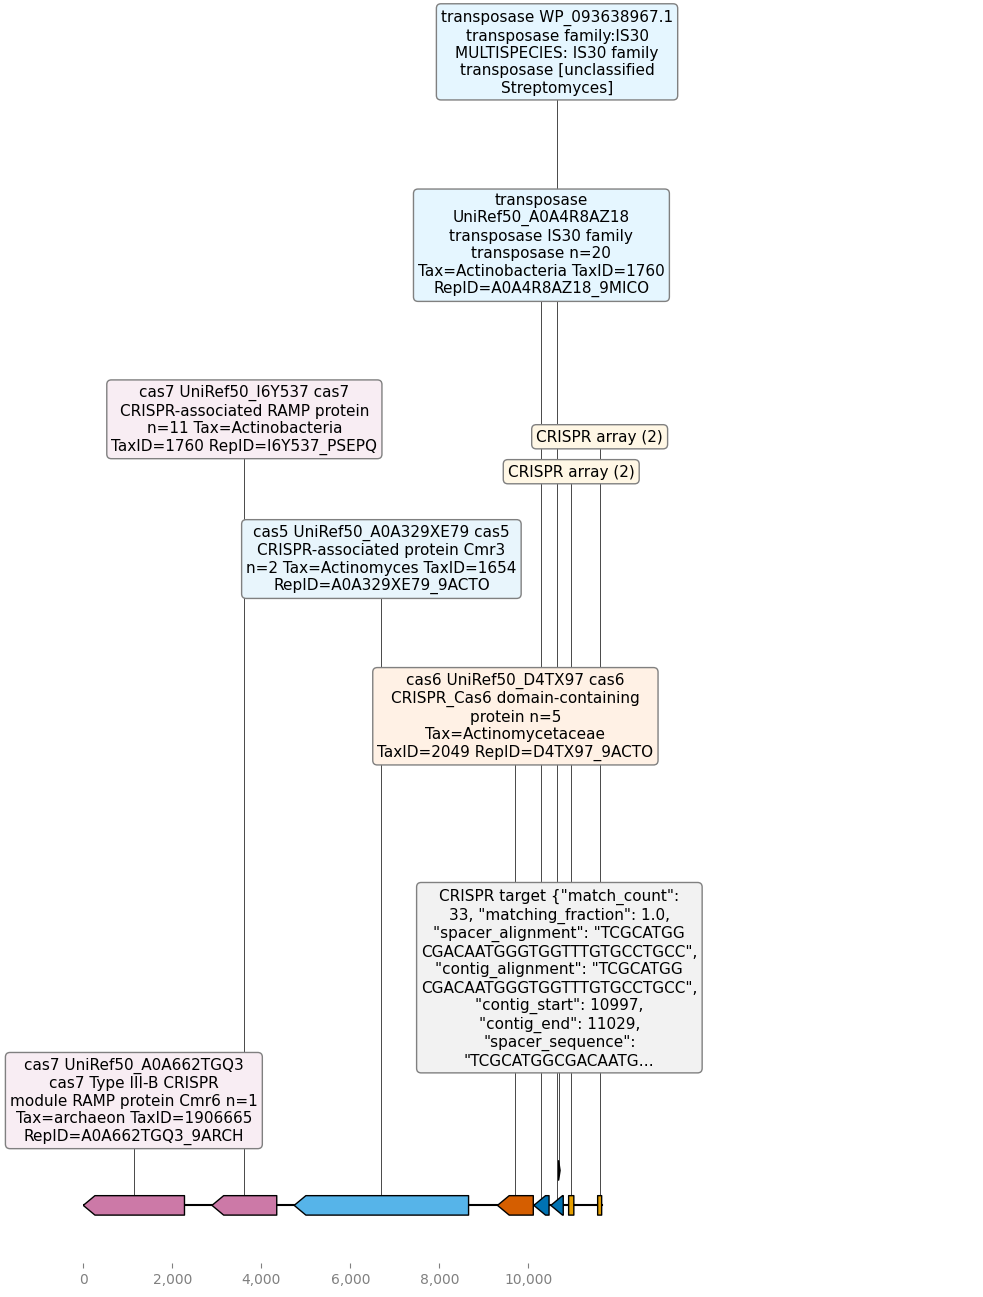 transposase WP_093638967.1
transposase family:IS30
MULTISPECIES: IS30 family
transposase [unclassified
Streptomyces]
transposase
UniRef50_A0A4R8AZ18
transposase IS30 family
transposase n=20
Tax=Actinobacteria TaxID=1760
RepID=A0A4R8AZ18_9MICO
cas7 UniRef50_I6Y537 cas7
CRISPR-associated RAMP protein
n=11 Tax=Actinobacteria
TaxID=1760 RepID=I6Y537_PSEPQ
CRISPR array (2)
CRISPR array (2)
cas5 UniRef50_A0A329XE79 cas5
CRISPR-associated protein Cmr3
n=2 Tax=Actinomyces TaxID=1654
RepID=A0A329XE79_9ACTO
cas6 UniRef50_D4TX97 cas6
CRISPR_Cas6 domain-containing
protein n=5
Tax=Actinomycetaceae
TaxID=2049 RepID=D4TX97_9ACTO
CRISPR target {"match_count":
33, "matching_fraction": 1.0,
"spacer_alignment": "TCGCATGG
CGACAATGGGTGGTTTGTGCCTGCC",
"contig_alignment": "TCGCATGG
CGACAATGGGTGGTTTGTGCCTGCC",
"contig_start": 10997,
"contig_end": 11029,
"spacer_sequence":
"TCGCATGGCGACAATG...
cas7 UniRef50_A0A662TGQ3
cas7 Type III-B CRISPR
module RAMP protein Cmr6 n=1
Tax=archaeon TaxID=1906665
RepID=A0A662TGQ3_9ARCH
0 2,000 4,000 6,000 8,000 10,000